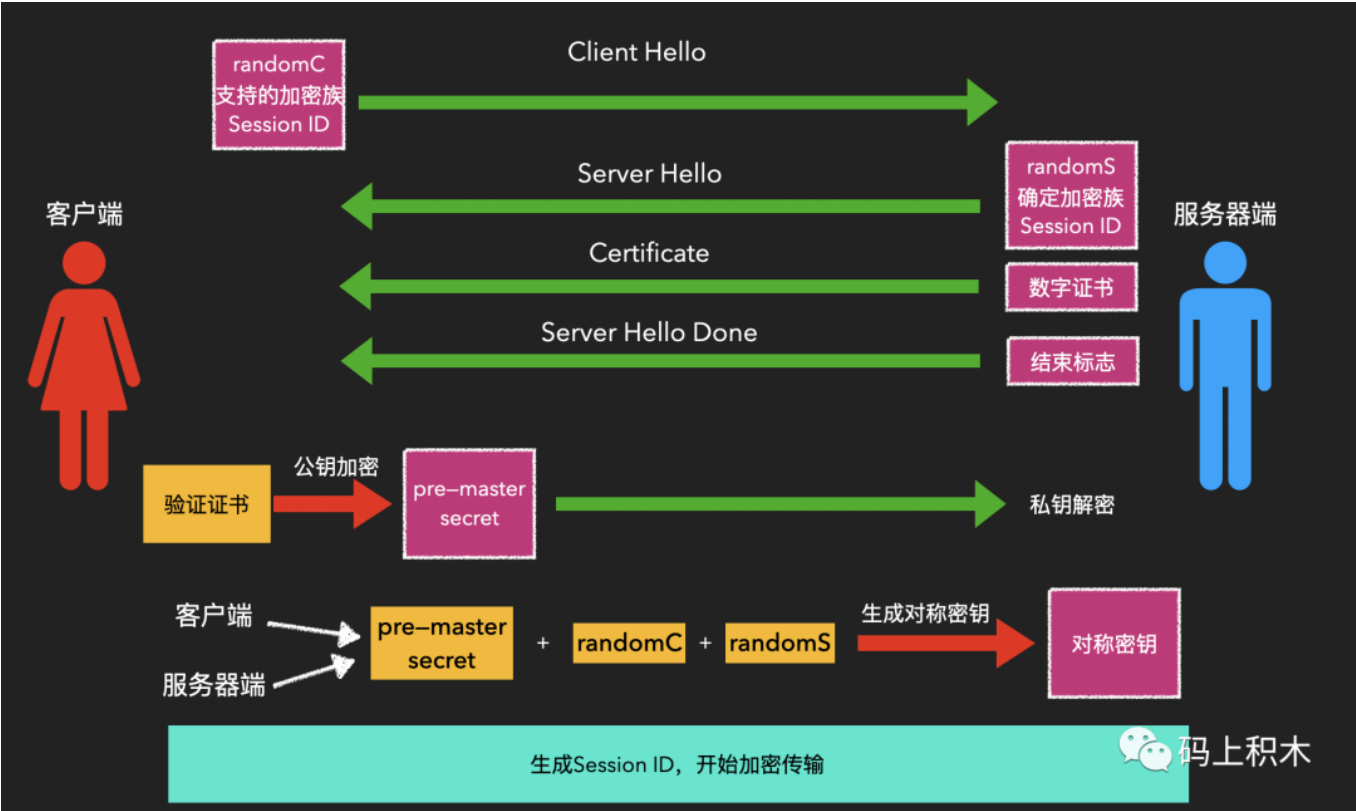 Client Hello
randomC
支持的加密族
Session ID
Server Hello
randomS
确定加密族
Session ID
客户端
服务器端
Certificate
数字证书
Server Hello Done
结束标志
验证证书
公钥加密
pre—master
secret
私钥解密
客户端
服务器端
pre—master
secret
+
randomC
+
randomS
生成对称密钥
对称密钥
生成Session ID，开始加密传输
码上积木